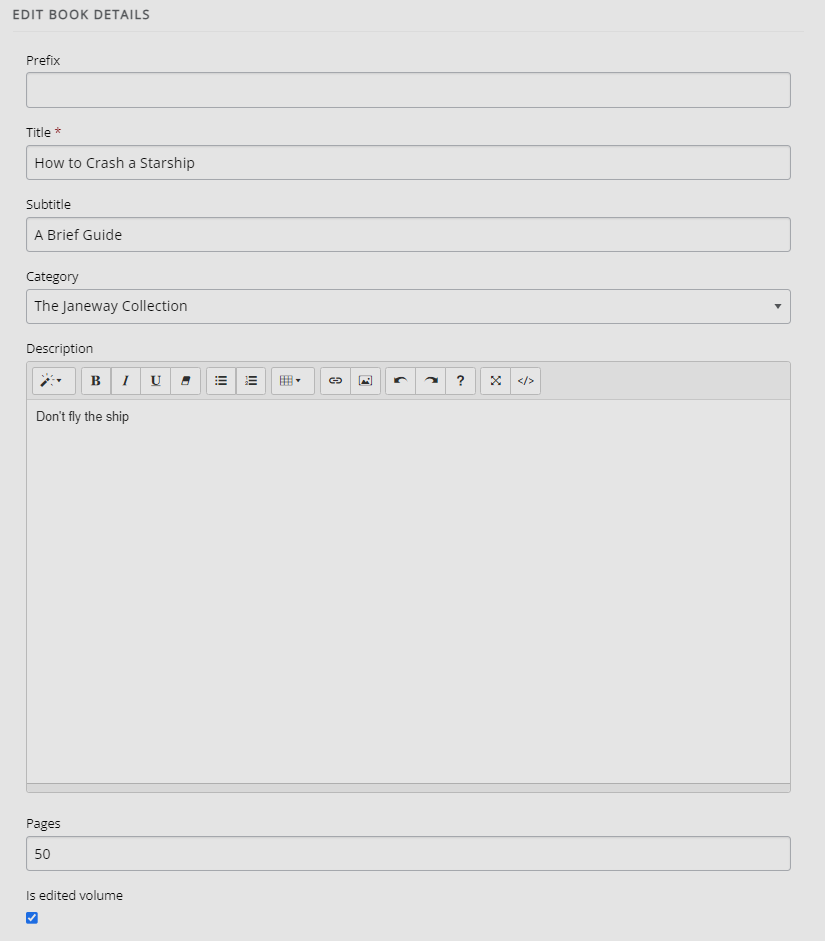 EDIT BOOK DETAILS
Prefix
Title *
How to Crash a Starship
Subtitle
A Brief Guide
Category
The Janeway Collection
Description
B I U ? </>
Don't fly the ship
Pages
50
Is edited volume